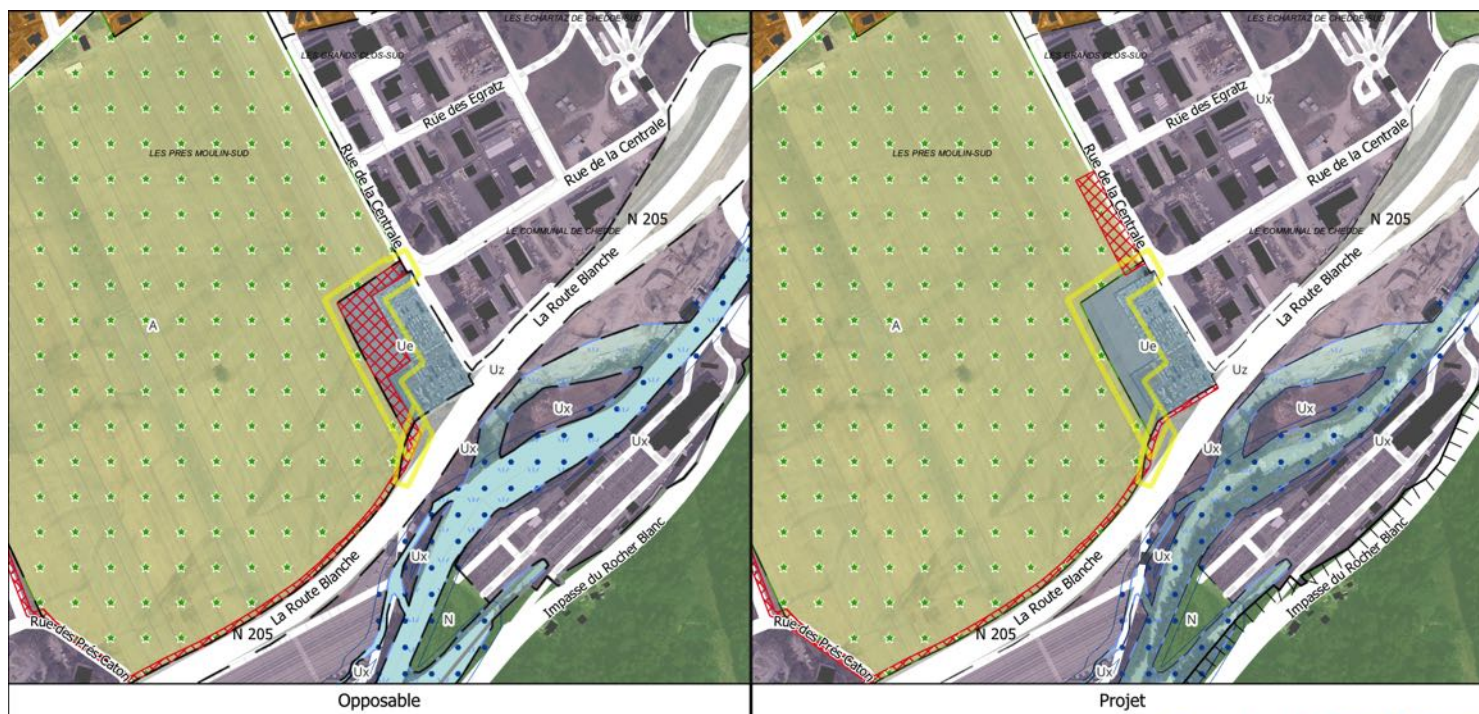 LES ECHARTAZ DE CHEDDE-SUD
LES GRANDS CLOS-SUD
Rue des Egratz
LES PRES MOULIN-SUD
Rue de la Centrale
Rue de la Centrale
N 205
LE COMMUNAL DE CHEDDE
La Route Blanche
A
Ue
Uz
Ux
Ux
Ux
Ux
Impasse du Rocher Blanc
La Route Blanche
N
Rue des Prés Caton
N 205
Ux
Opposable
LES ECHARTAZ DE CHEDDE-SUD
LES GRANDS CLOS-SUD
Ux
Rue des Egratz
LES PRES MOULIN-SUD
Rue de la Centrale
Rue de la Centrale
N 205
LE COMMUNAL DE CHEDDE
La Route Blanche
A
Ue
Uz
Ux
Ux
Ux
Ux
Impasse du Rocher Blanc
La Route Blanche
N
Rue des Prés Caton
N 205
Ux
Projet